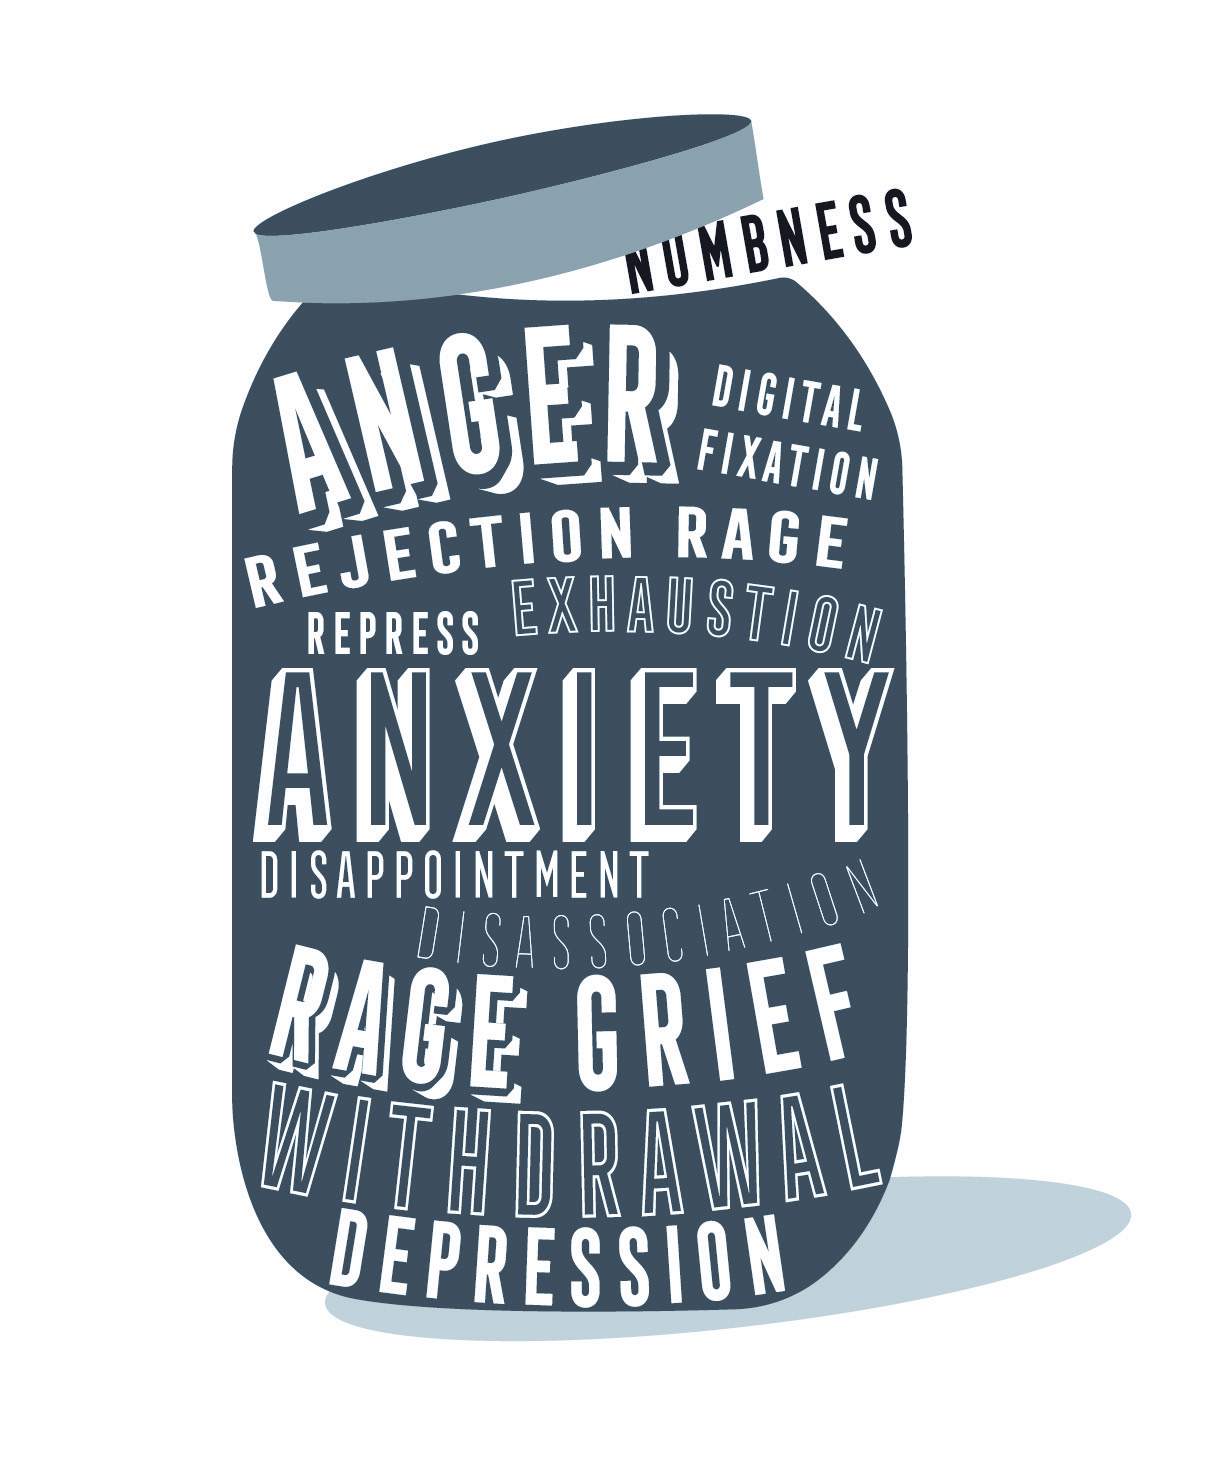 NUMBNESS
ANGER
DIGITAL
FIXATION
REJECTION RAGE
REPRESS
EXHAUSTION
ANXIETY
DISAPPOINTMENT
DISASSOCIATION
RAGE GRIEF
WITHDRAWAL
DEPRESSION